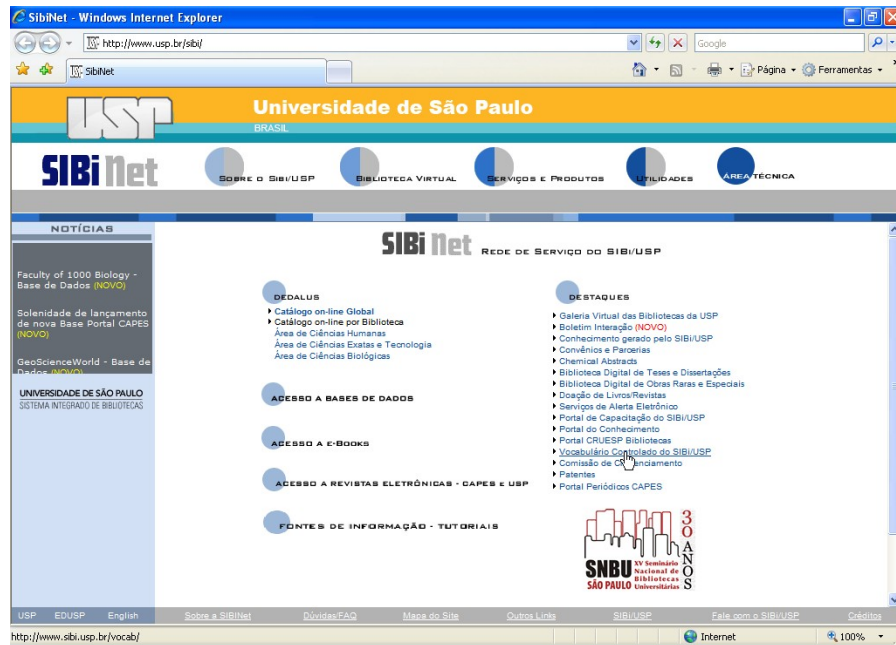 SibiNet - Windows Internet Explorer
http://www.usp.br/sibi/
Google
SibiNet
Página
Ferramentas
USP
Universidade de São Paulo
BRASIL
SIBi net
SOBRE O SIBI/USP
BIBLIOTECA VIRTUAL
SERVIÇOS E PRODUTOS
UTILIDADES
ÁREA TÉCNICA
NOTÍCIAS
Faculty of 1000 Biology -
Base de Dados (NOVO)
Solenidade de lançamento
de nova Base Portal CAPES
(NOVO)
GeoScienceWorld - Base de
Dados (NOVO)
UNIVERSIDADE DE SÃO PAULO
SISTEMA INTEGRADO DE BIBLIOTECAS
SIBi net REDE DE SERVIÇO DO SIBI/USP
DEDALUS
Catálogo on-line Global
Catálogo on-line por Biblioteca
Área de Ciências Humanas
Área de Ciências Exatas e Tecnologia
Área de Ciências Biológicas
ACESSO A BASES DE DADOS
ACESSO A E-BOOKS
ACESSO A REVISTAS ELETRÔNICAS - CAPES E USP
FONTES DE INFORMAÇÃO - TUTORIAIS
DESTAQUES
Galeria Virtual das Bibliotecas da USP
Boletim Interação (NOVO)
Conhecimento gerado pelo SIBi/USP
Convênios e Parcerias
Chemical Abstracts
Biblioteca Digital de Teses e Dissertações
Biblioteca Digital de Obras Raras e Especiais
Doação de Livros/Revistas
Serviços de Alerta Eletrônico
Portal de Capacitação do SIBi/USP
Portal do Conhecimento
Portal CRUESP Bibliotecas
Vocabulário Controlado do SIBi/USP
Comissão de Credenciamento
Patentes
Portal Periódicos CAPES
30 ANOS
SNBU XV Seminário
Nacional de
Bibliotecas
SÃO PAULO Universitárias
USP EDUSP English Sobre a SIBiNet Dúvidas/FAQ Mapa do Site Outros Links SIBI/USP Fale com o SIBI/USP Créditos
http://www.sibi.usp.br/vocab/
Internet
100%